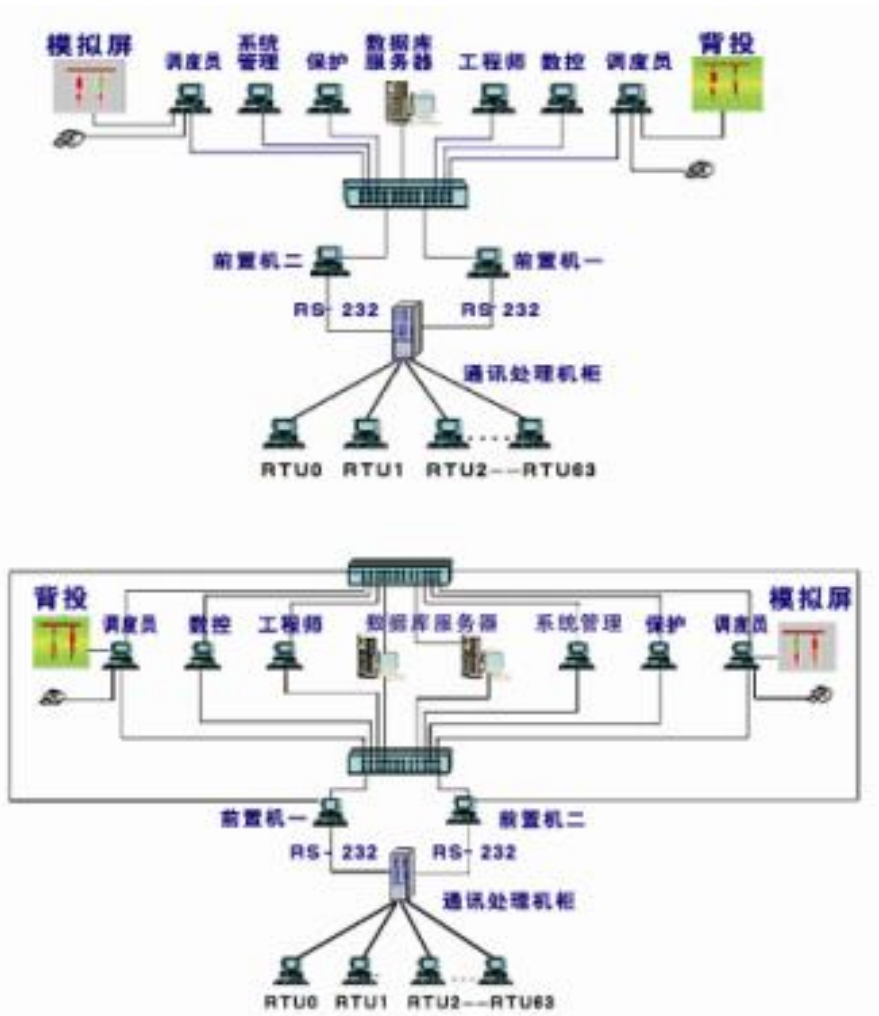 模拟屏
调度员
系统
管理
保护
数据库
服务器
工程师
数控
调度员
背投
前置机二
前置机一
RS-232
RS-232
通讯处理机柜
RTU0 RTU1 RTU2--RTU63
背投
调度员
数控
工程师
数据库服务器
系统管理
保护
调度员
模拟屏
前置机一
前置机二
RS-232
RS-232
通讯处理机柜
RTU0 RTU1 RTU2--RTU63